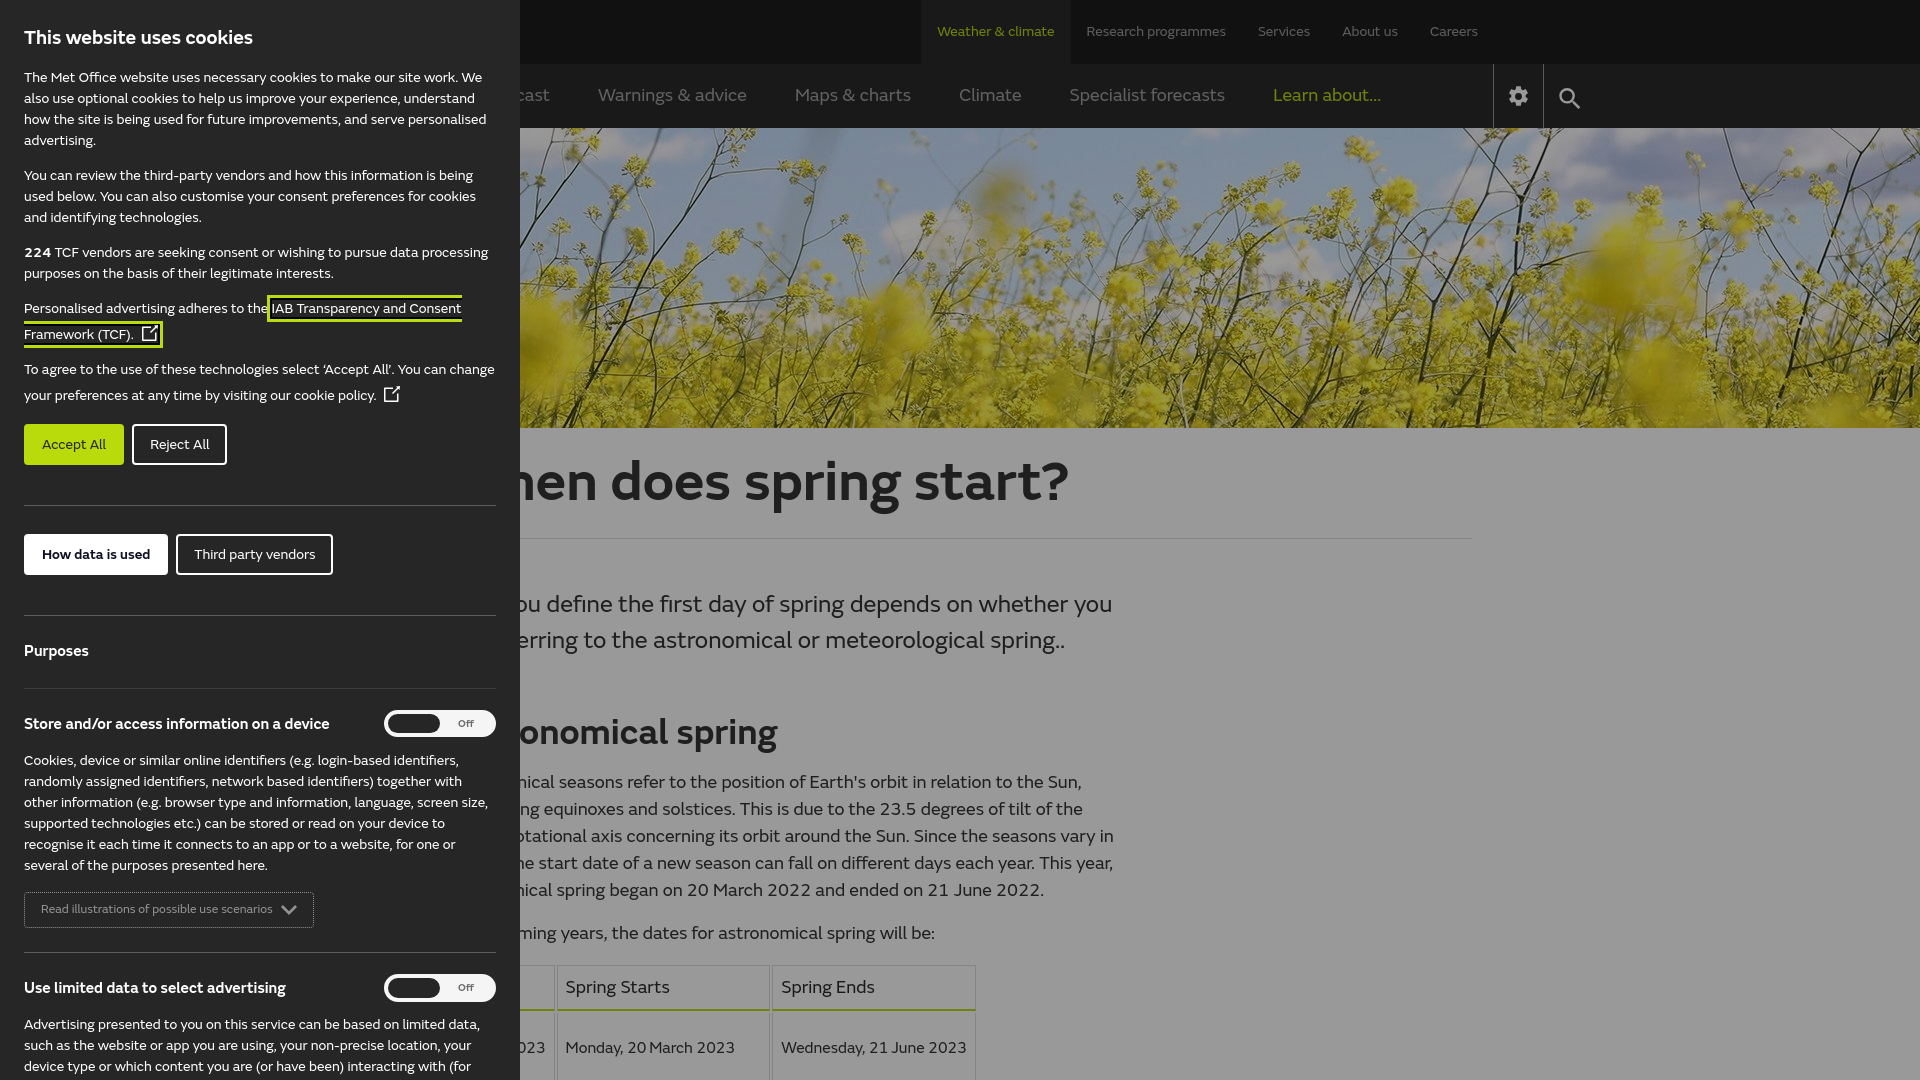 This website uses cookies
The Met Office website uses necessary cookies to make our site work. We
also use optional cookies to help us improve your experience, understand
how the site is being used for future improvements, and serve personalised
advertising.
You can review the third-party vendors and how this information is being
used below. You can also customise your consent preferences for cookies
and identifying technologies.
224 TCF vendors are seeking consent or wishing to pursue data processing
purposes on the basis of their legitimate interests.
Personalised advertising adheres to the IAB Transparency and Consent
Framework (TCF).
To agree to the use of these technologies select ‘Accept All’. You can change
your preferences at any time by visiting our cookie policy.
Accept All Reject All
How data is used Third party vendors
Purposes
Store and/or access information on a device Off
Cookies, device or similar online identifiers (e.g. login-based identifiers,
randomly assigned identifiers, network based identifiers) together with
other information (e.g. browser type and information, language, screen size,
supported technologies etc.) can be stored or read on your device to
recognise it each time it connects to an app or to a website, for one or
several of the purposes presented here.
Read illustrations of possible use scenarios
Use limited data to select advertising Off
Advertising presented to you on this service can be based on limited data,
such as the website or app you are using, your non-precise location, your
device type or which content you are (or have been) interacting with (for
Weather & climate Research programmes Services About us Careers
cast Warnings & advice Maps & charts Climate Specialist forecasts Learn about...
hen does spring start?
ou define the first day of spring depends on whether you
erring to the astronomical or meteorological spring..
onomical spring
nical seasons refer to the position of Earth's orbit in relation to the Sun,
ng equinoxes and solstices. This is due to the 23.5 degrees of tilt of the
otational axis concerning its orbit around the Sun. Since the seasons vary in
he start date of a new season can fall on different days each year. This year,
nical spring began on 20 March 2022 and ended on 21 June 2022.
ming years, the dates for astronomical spring will be:
Spring Starts Spring Ends
023 Monday, 20 March 2023 Wednesday, 21 June 2023